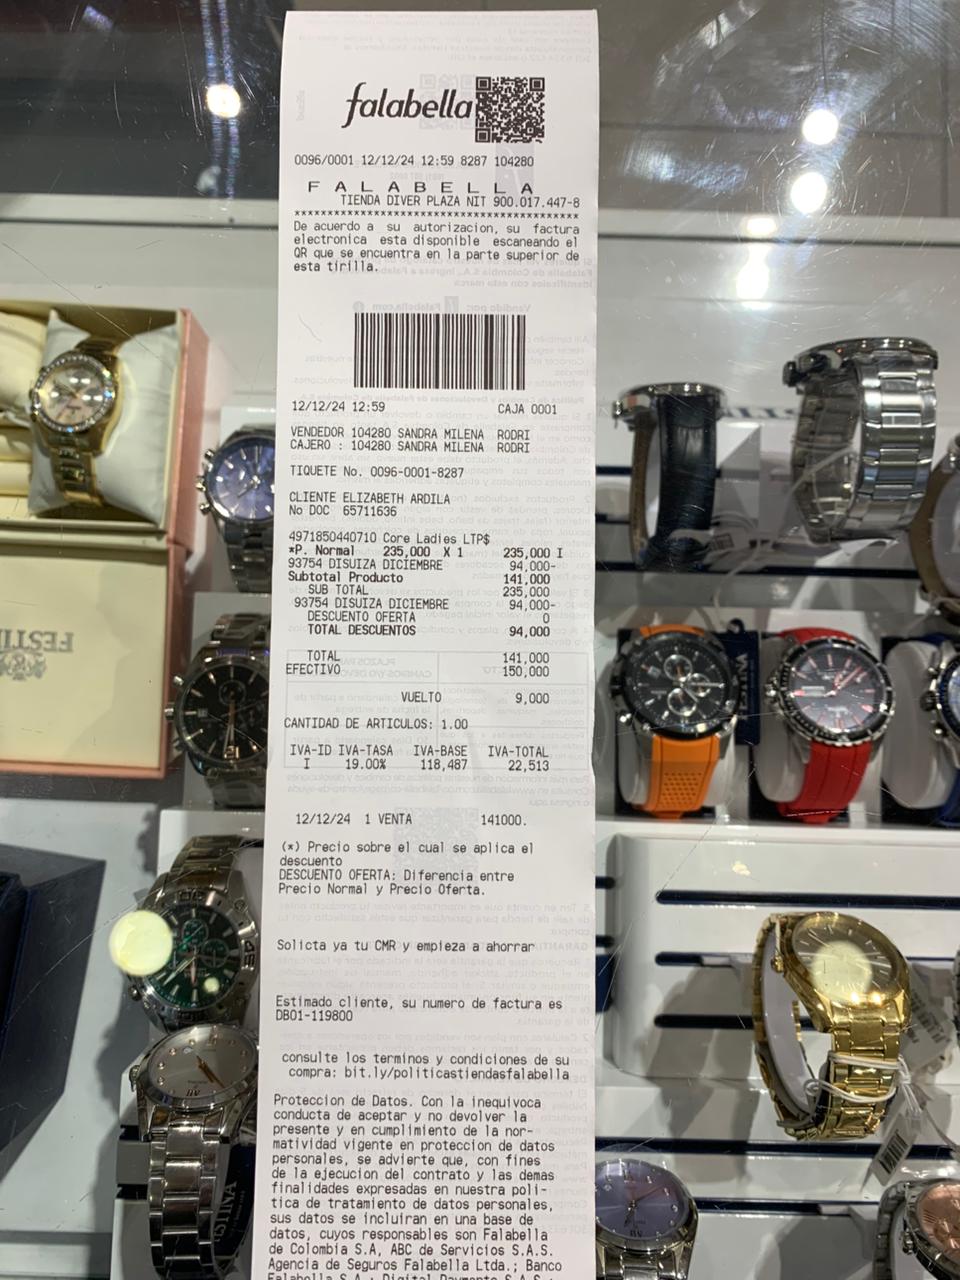 falabella
0096/0001 12/12/24 12:59 8287 104280
F A L A B E L L A
TIENDA DIVER PLAZA NIT 900.017.447-8
********************************************
De acuerdo a su autorizacion, su factura
electronica esta disponible escaneando el
QR que se encuentra en la parte superior de
esta tirilla.
12/12/24 12:59 CAJA 0001
VENDEDOR 104280 SANDRA MILENA RODRI
CAJERO : 104280 SANDRA MILENA RODRI
TIQUETE No. 0096-0001-8287
CLIENTE ELIZABETH ARDILA
No DOC 65711636
4971850440710 Core Ladies LTP$
*P. Normal 235,000 X 1 235,000 I
93754 DISUIZA DICIEMBRE 94,000-
Subtotal Producto 141,000
SUB TOTAL 235,000
93754 DISUIZA DICIEMBRE 94,000-
DESCUENTO OFERTA 0
TOTAL DESCUENTOS 94,000
TOTAL 141,000
EFECTIVO 150,000
VUELTO 9,000
CANTIDAD DE ARTICULOS: 1.00
IVA-ID IVA-TASA IVA-BASE IVA-TOTAL
I 19.00% 118,487 22,513
12/12/24 1 VENTA 141000.
(*) Precio sobre el cual se aplica el
descuento
DESCUENTO OFERTA: Diferencia entre
Precio Normal y Precio Oferta.
Solicta ya tu CMR y empieza a ahorrar
Estimado cliente, su numero de factura es
DB01-119800
consulte los terminos y condiciones de su
compra: bit.ly/politicastiendasfalabella
Proteccion de Datos. Con la inequivoca
conducta de aceptar y no devolver la
presente y en cumplimiento de la nor-
matividad vigente en proteccion de datos
personales, se advierte que, con fines
de la ejecucion del contrato y las demas
finalidades expresadas en nuestra poli-
tica de tratamiento de datos personales,
sus datos se incluiran en una base de
datos, cuyos responsables son Falabella
de Colombia S.A, ABC de Servicios S.A.S.
Agencia de Seguros Falabella Ltda.; Banco
Falabella S.A.; Digital Payments S.A.S.;
FESTINA